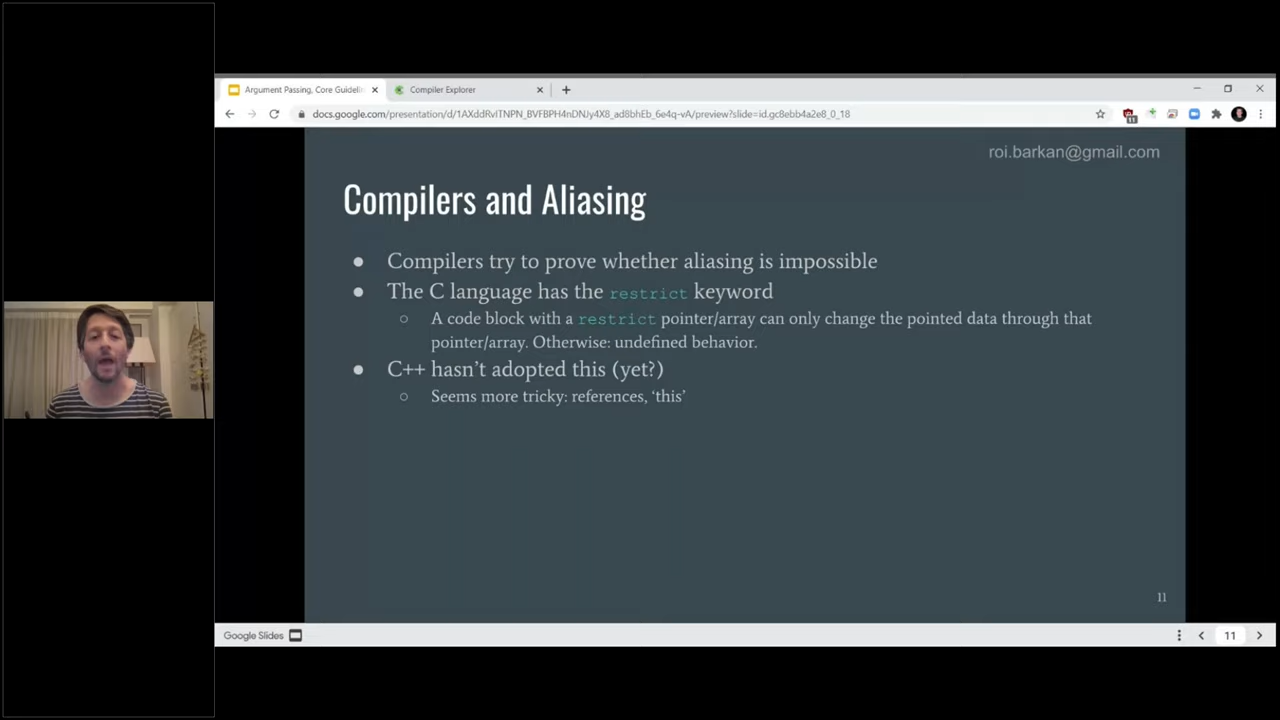 Argument Passing, Core Guidelin
Compiler Explorer
docs.google.com/presentation/d/1AXddRvITNPN_BVFBPH4nDNJy4X8_ad8bhEb_6e4q-vA/preview?slide=id.gc8ebb4a2e8_0_18
11
roi.barkan@gmail.com
Compilers and Aliasing
● Compilers try to prove whether aliasing is impossible
● The C language has the restrict keyword
○ A code block with a restrict pointer/array can only change the pointed data through that
pointer/array. Otherwise: undefined behavior.
● C++ hasn't adopted this (yet?)
○ Seems more tricky: references, 'this'
11
Google Slides
11